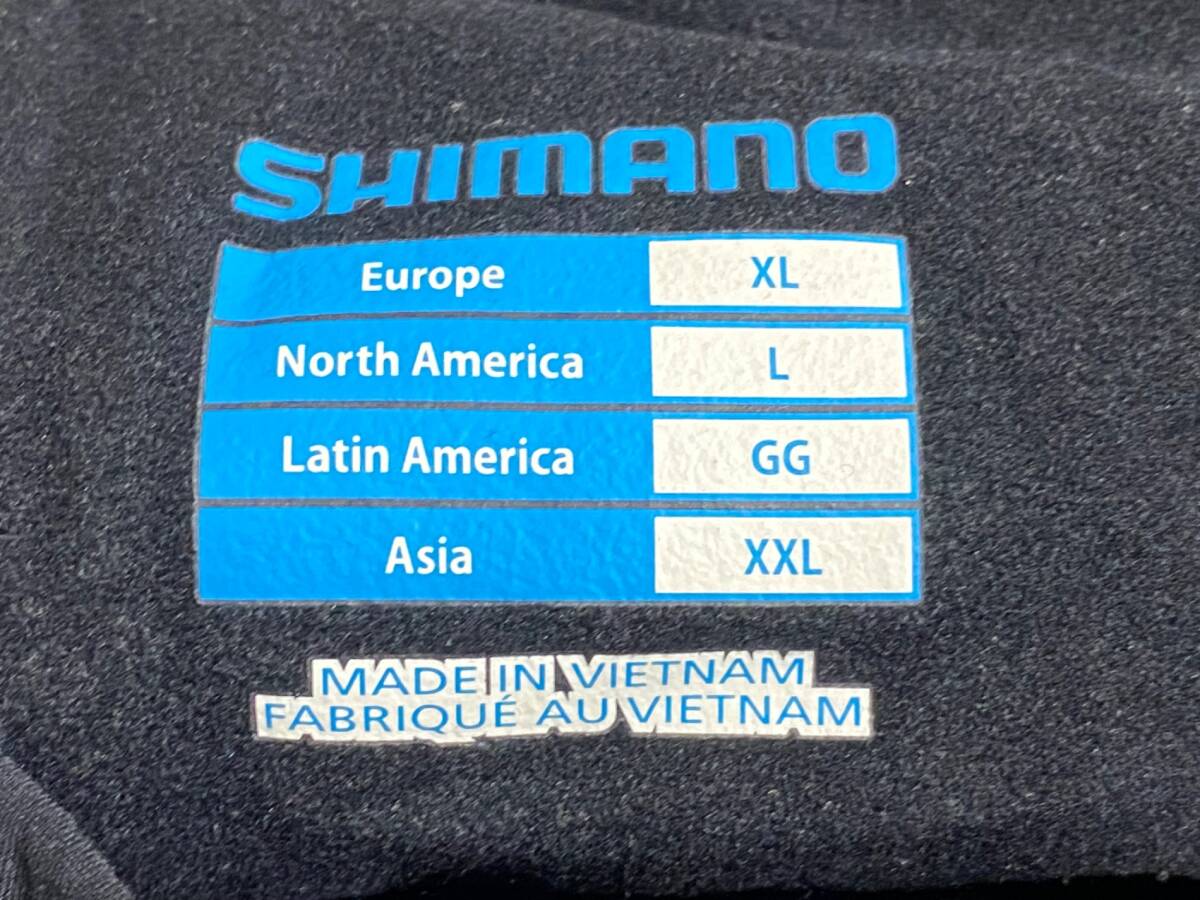 SHIMANO
Europe XL
North America L
Latin America GG
Asia XXL
MADE IN VIETNAM
FABRIQUÉ AU VIETNAM